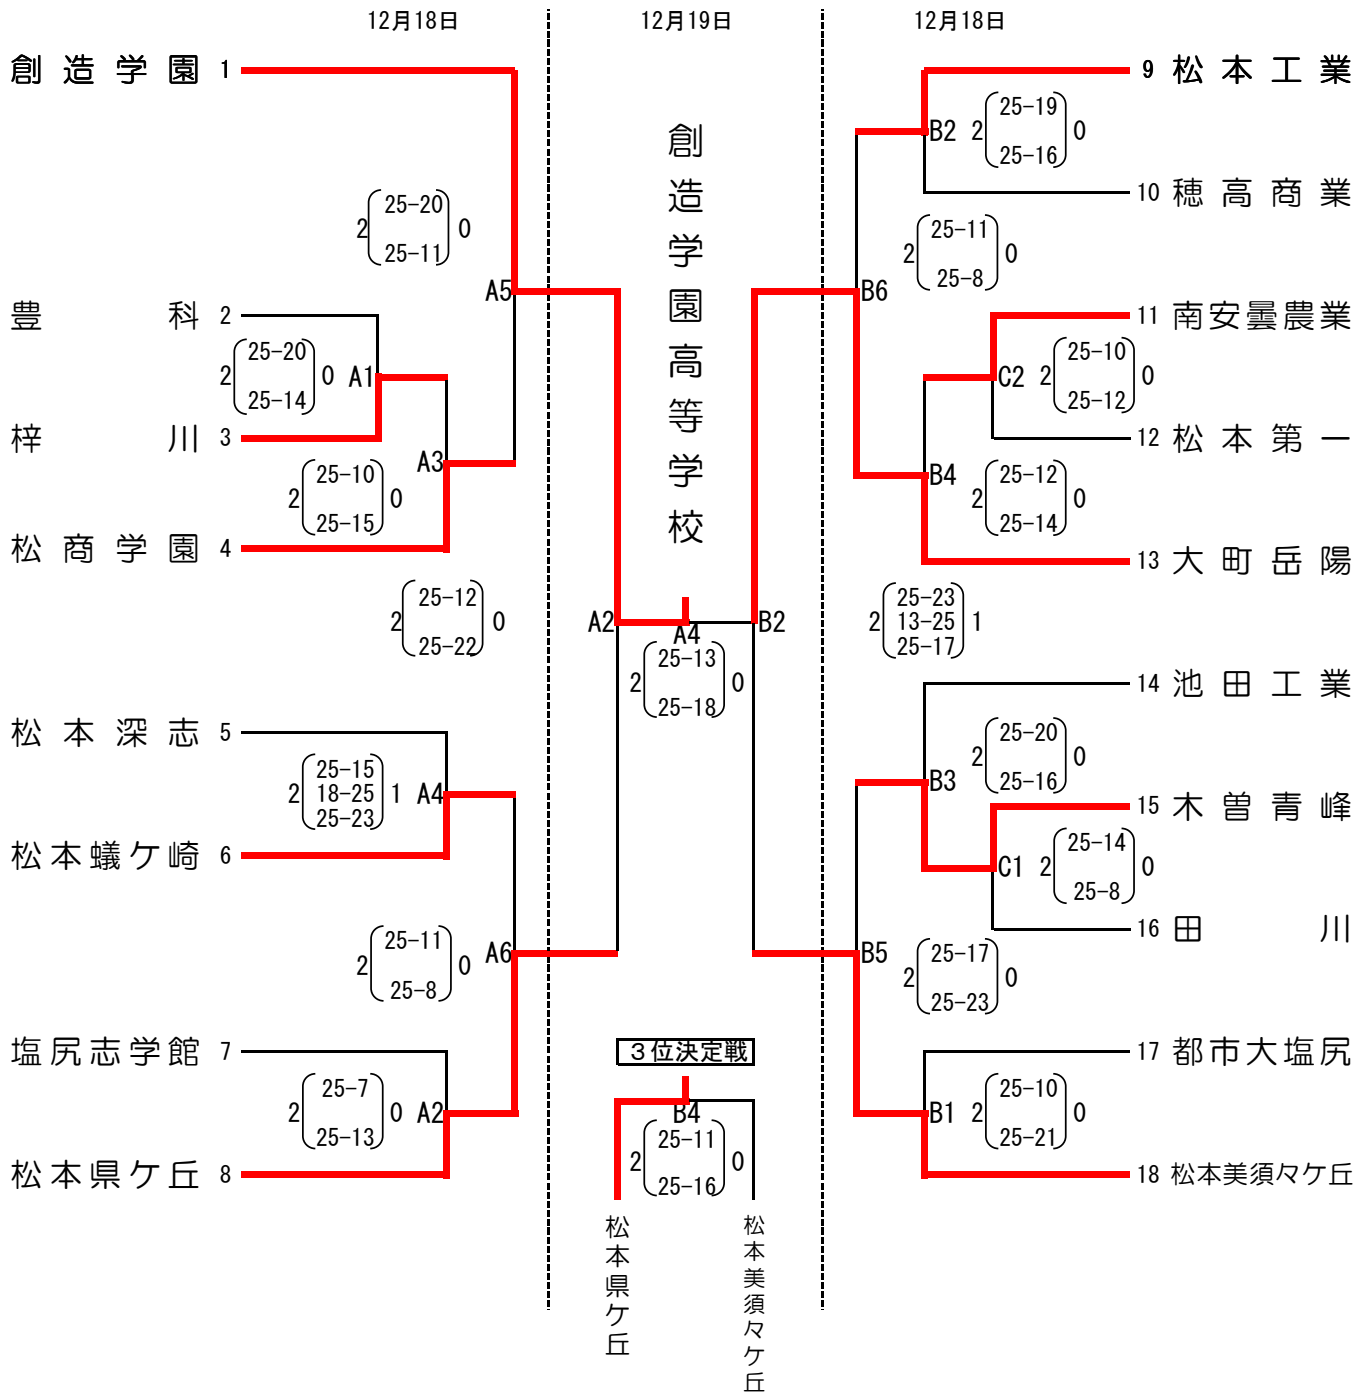 12月18日
12月19日
12月18日
創造学園 1
9 松本工業
B2 2 25-19 0
25-16
10 穂高商業
創造学園高等学校
25-20
2 0
25-11
25-11
2 0
25-8
A5
B6
豊科 2
11 南安曇農業
25-20
2 0 A1
25-14
25-10
C2 2 0
25-12
梓川 3
12 松本第一
A3
25-10
2 0
25-15
B4
25-12
2 0
25-14
松商学園 4
13 大町岳陽
25-12
2 0
25-22
25-23
2 13-25 1
25-17
A2
A4
B2
25-13
2 0
25-18
14 池田工業
松本深志 5
25-15
2 18-25 1 A4
25-23
25-20
B3 2 0
25-16
15 木曽青峰
松本蟻ケ崎 6
25-14
C1 2 0
25-8
16 田川
25-11
2 0 A6
25-8
25-17
B5 2 0
25-23
塩尻志学館 7
３位決定戦
17 都市大塩尻
25-7
2 0 A2
25-13
B4
25-11
2 0
25-16
25-10
B1 2 0
25-21
松本県ケ丘 8
18 松本美須々ケ丘
松本県ケ丘
松本美須々ケ丘